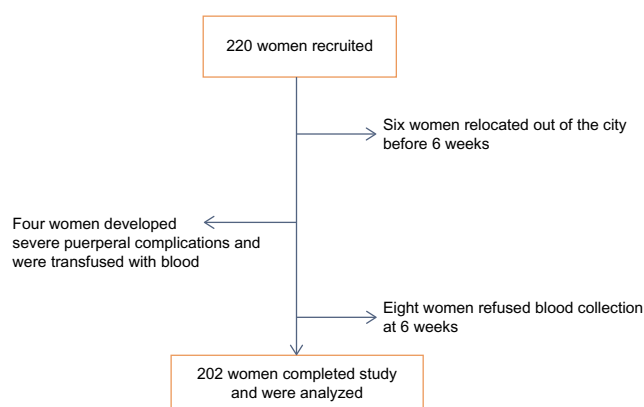 220 women recruited
Six women relocated out of the city
before 6 weeks
Four women developed
severe puerperal complications and
were transfused with blood
Eight women refused blood collection
at 6 weeks
202 women completed study
and were analyzed